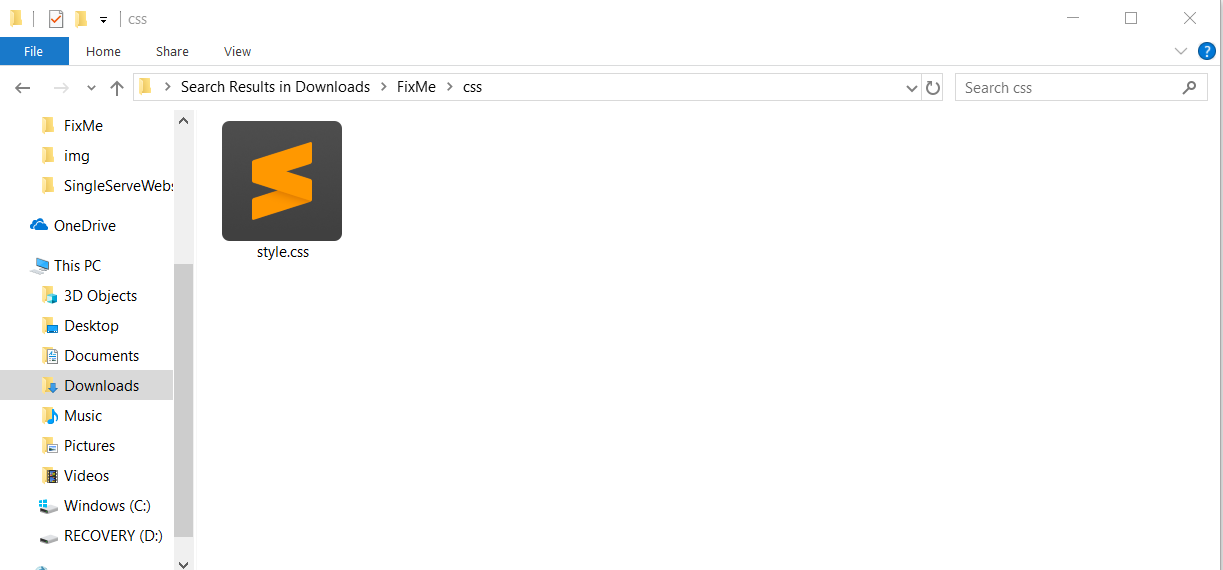 css
File Home Share View
?
Search Results in Downloads FixMe css
Search css
FixMe
img
SingleServeWebs
OneDrive
This PC
3D Objects
Desktop
Documents
Downloads
Music
Pictures
Videos
Windows (C:)
RECOVERY (D:)
style.css